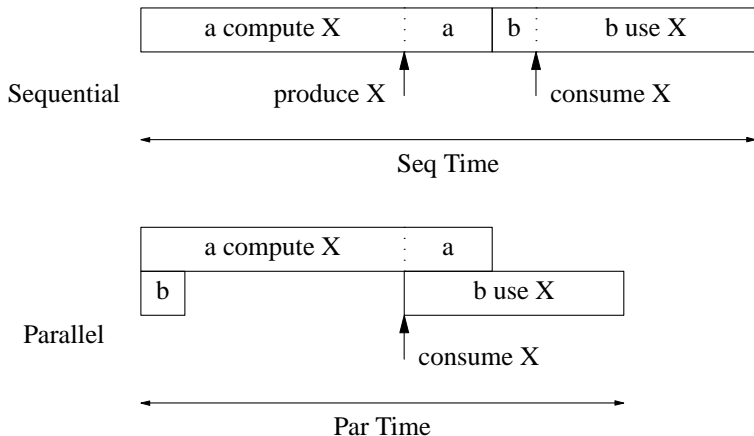 a compute X a b b use X
Sequential produce X consume X
Seq Time
a compute X a
b b use X
Parallel consume X
Par Time